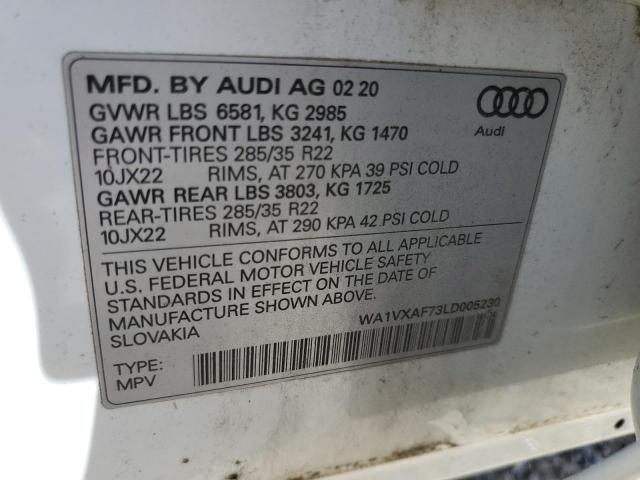 MFD. BY AUDI AG 02 20
GVWR LBS 6581, KG 2985
GAWR FRONT LBS 3241, KG 1470
FRONT-TIRES 285/35 R22
10JX22 RIMS, AT 270 KPA 39 PSI COLD
GAWR REAR LBS 3803, KG 1725
REAR-TIRES 285/35 R22
10JX22 RIMS, AT 290 KPA 42 PSI COLD
Audi
THIS VEHICLE CONFORMS TO ALL APPLICABLE
U.S. FEDERAL MOTOR VEHICLE SAFETY
STANDARDS IN EFFECT ON THE DATE OF
MANUFACTURE SHOWN ABOVE.
SLOVAKIA
WA1VXAF73LD005230
TYPE:
MPV